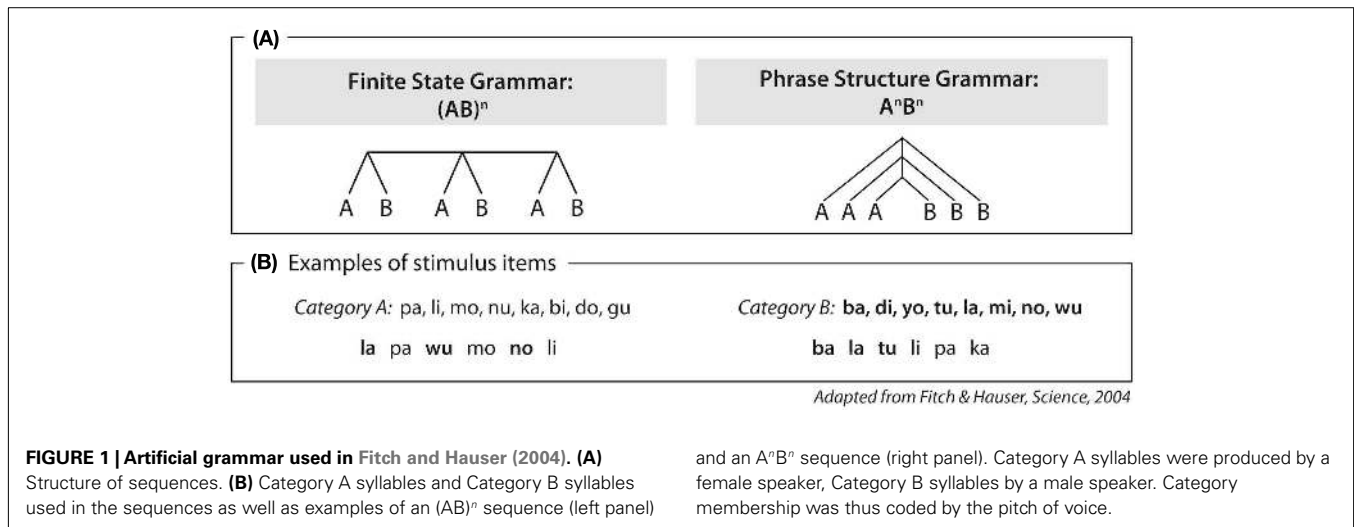 (A)
Finite State Grammar:
(AB)ⁿ
Phrase Structure Grammar:
AⁿBⁿ
A B A B A B
A A A B B B
(B) Examples of stimulus items
Category A: pa, li, mo, nu, ka, bi, do, gu
la pa wu mo no li
Category B: ba, di, yo, tu, la, mi, no, wu
ba la tu li pa ka
Adapted from Fitch & Hauser, Science, 2004
FIGURE 1 | Artificial grammar used in Fitch and Hauser (2004). (A)
Structure of sequences. (B) Category A syllables and Category B syllables
used in the sequences as well as examples of an (AB)ⁿ sequence (left panel)
and an AⁿBⁿ sequence (right panel). Category A syllables were produced by a
female speaker, Category B syllables by a male speaker. Category
membership was thus coded by the pitch of voice.